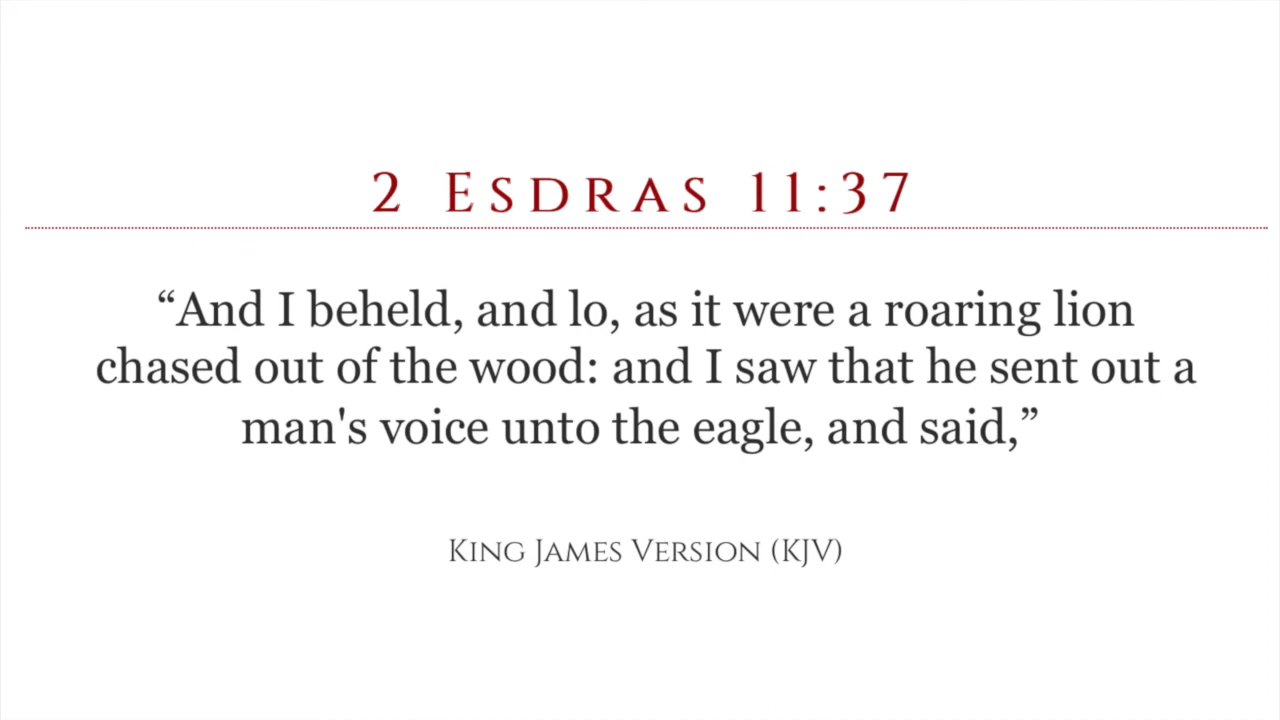 2 Esdras 11:37
“And I beheld, and lo, as it were a roaring lion
chased out of the wood: and I saw that he sent out a
man's voice unto the eagle, and said,”
King James Version (KJV)